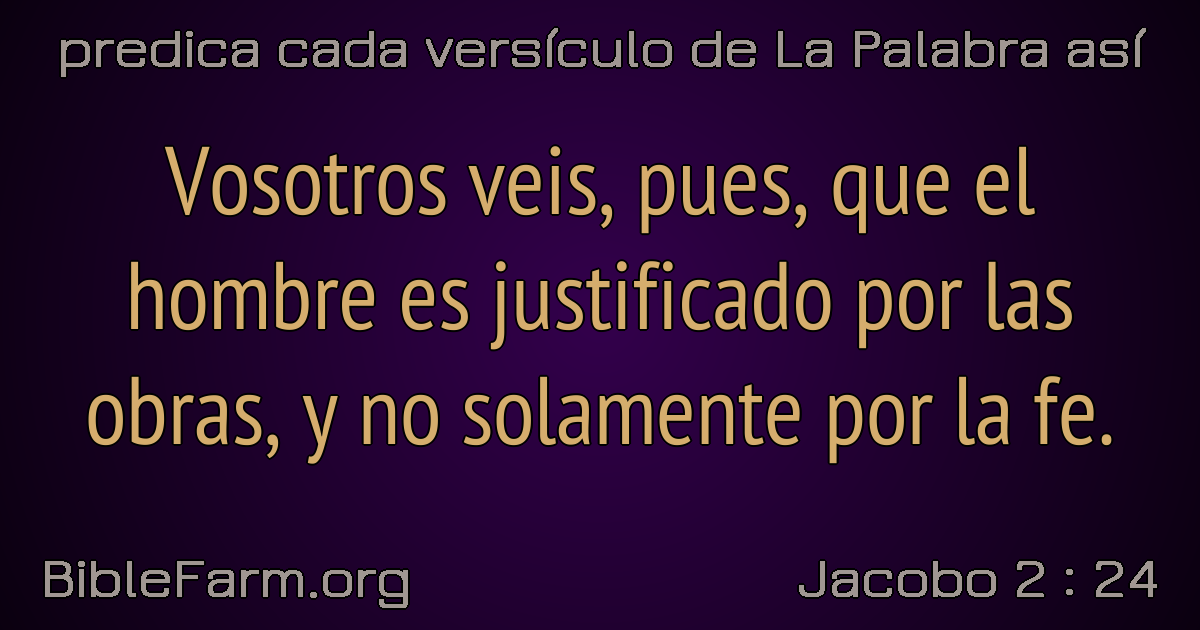 predica cada versículo de La Palabra así
Vosotros veis, pues, que el
hombre es justificado por las
obras, y no solamente por la fe.
BibleFarm.org
Jacobo 2 : 24